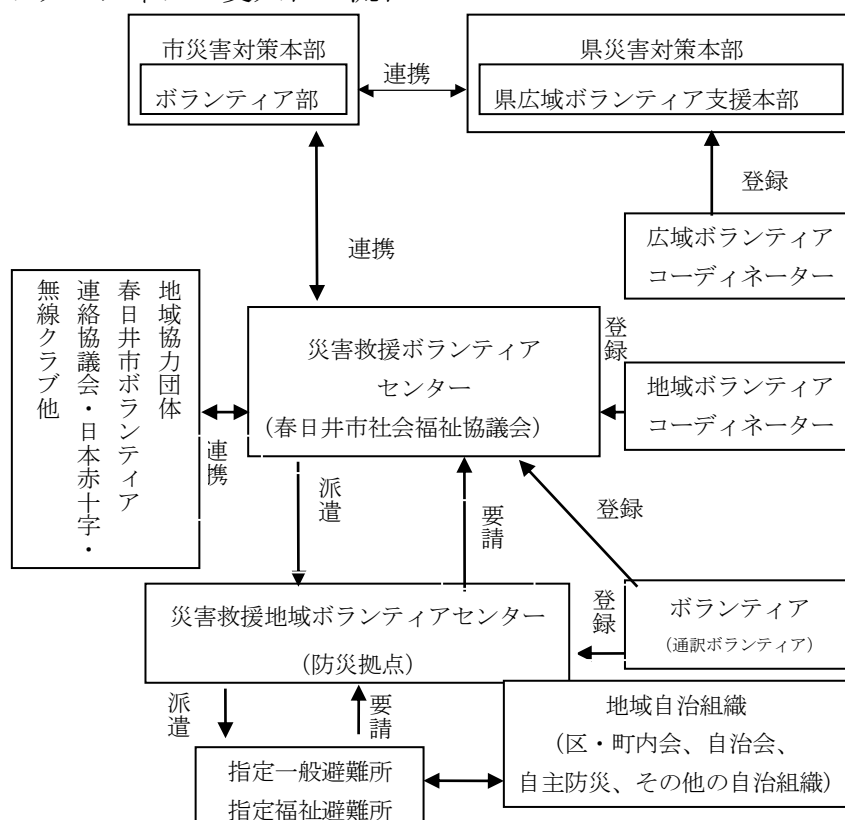 市災害対策本部
ボランティア部
連携
県災害対策本部
県広域ボランティア支援本部
登録
広域ボランティア
コーディネーター
連携
地域協力団体
春日井市ボランティア
連絡協議会・日本赤十字・
無線クラブ他
連携
災害救援ボランティア
センター
(春日井市社会福祉協議会)
登録
地域ボランティア
コーディネーター
派遣
要請
登録
災害救援地域ボランティアセンター
(防災拠点)
登録
ボランティア
(通訳ボランティア)
派遣
要請
地域自治組織
(区・町内会、自治会、
自主防災、その他の自治組織)
指定一般避難所
指定福祉避難所